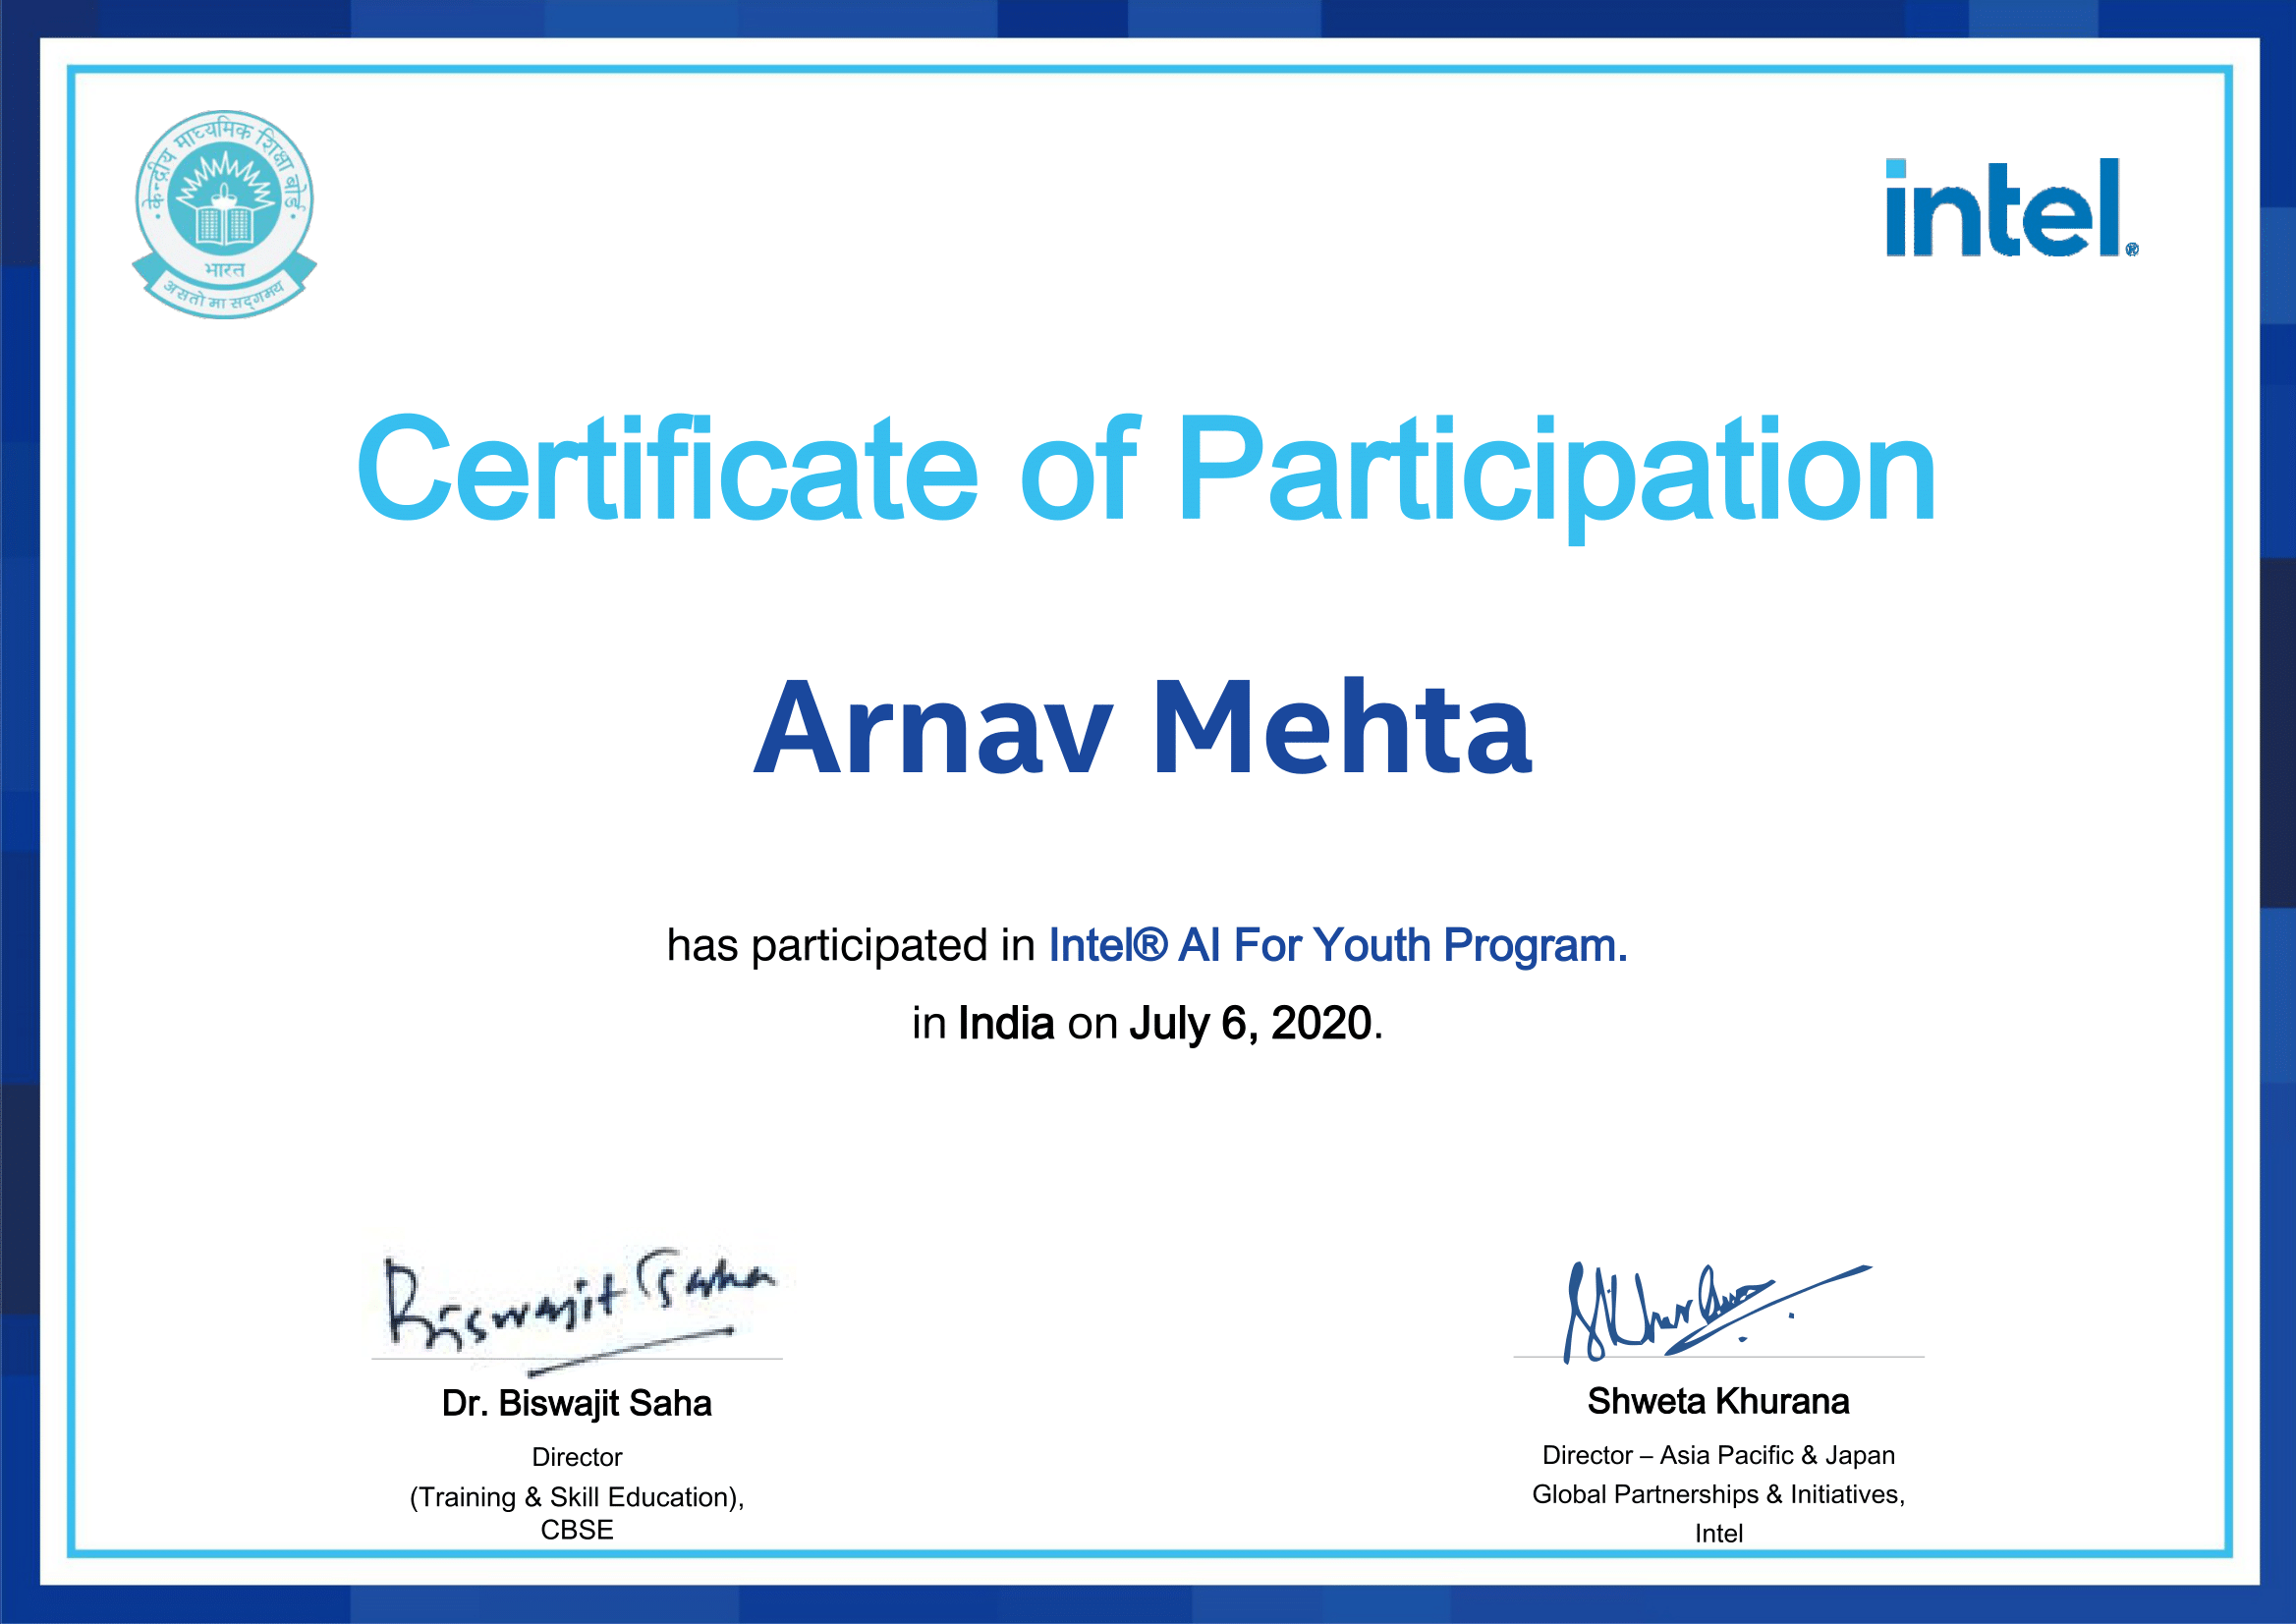 केन्द्रीय माध्यमिक शिक्षा बोर्ड
भारत
असतो मा सद्गमय
intel®
Certificate of Participation
Arnav Mehta
has participated in Intel® AI For Youth Program.
in India on July 6, 2020.
Biswajit Saha
SKhurana
Dr. Biswajit Saha
Director
(Training & Skill Education),
CBSE
Shweta Khurana
Director – Asia Pacific & Japan
Global Partnerships & Initiatives,
Intel